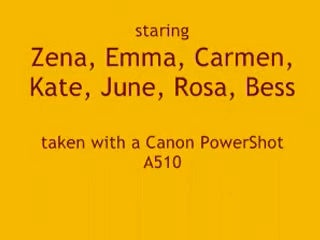 staring
Zena, Emma, Carmen,
Kate, June, Rosa, Bess
taken with a Canon PowerShot
A510